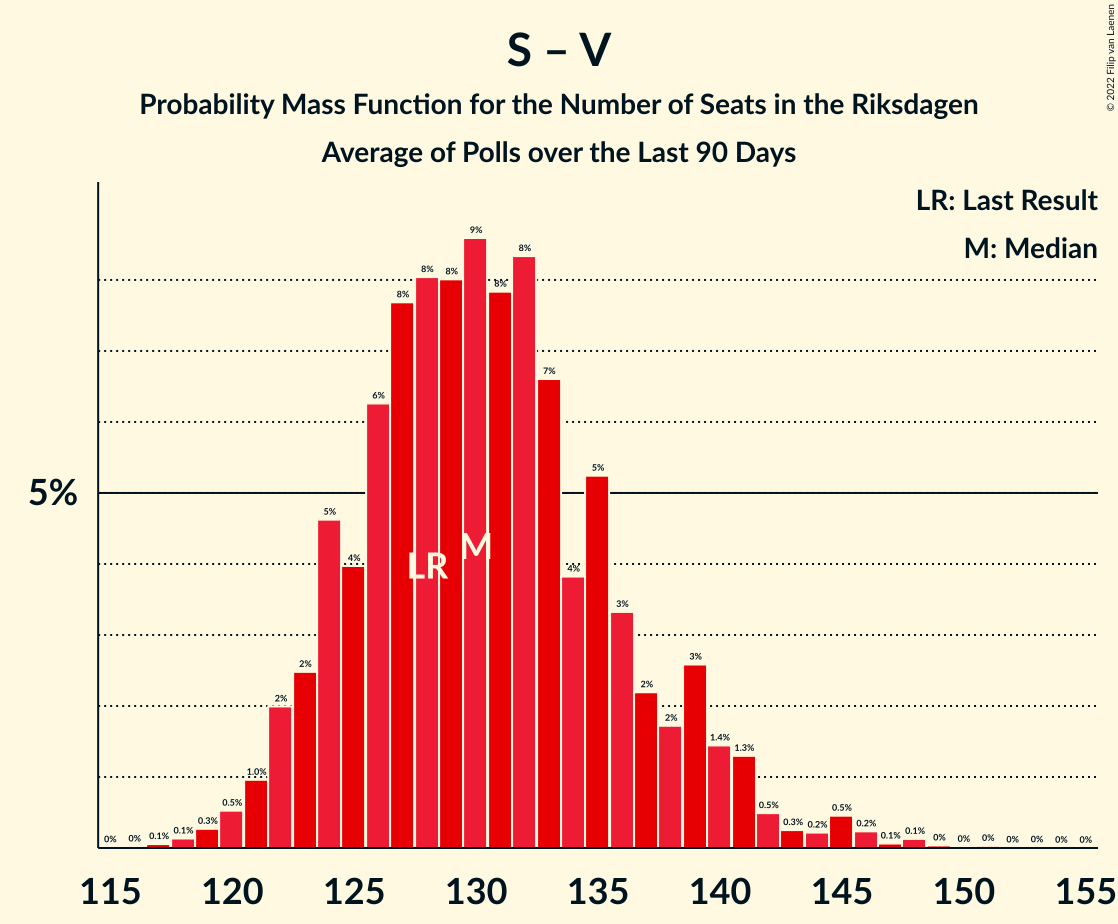 S – V
Probability Mass Function for the Number of Seats in the Riksdagen
Average of Polls over the Last 90 Days
© 2022 Filip van Laenen
LR: Last Result
M: Median
5%
0% 0% 0.1% 0.1% 0.3% 0.5% 1.0% 2% 2% 5% 4% 6% 8% 8% 8% 9% 8% 8% 7% 4% 5% 3% 2% 2% 3% 1.4% 1.3% 0.5% 0.3% 0.2% 0.5% 0.2% 0.1% 0.1% 0% 0% 0% 0% 0% 0% 0%
LR M
115 120 125 130 135 140 145 150 155